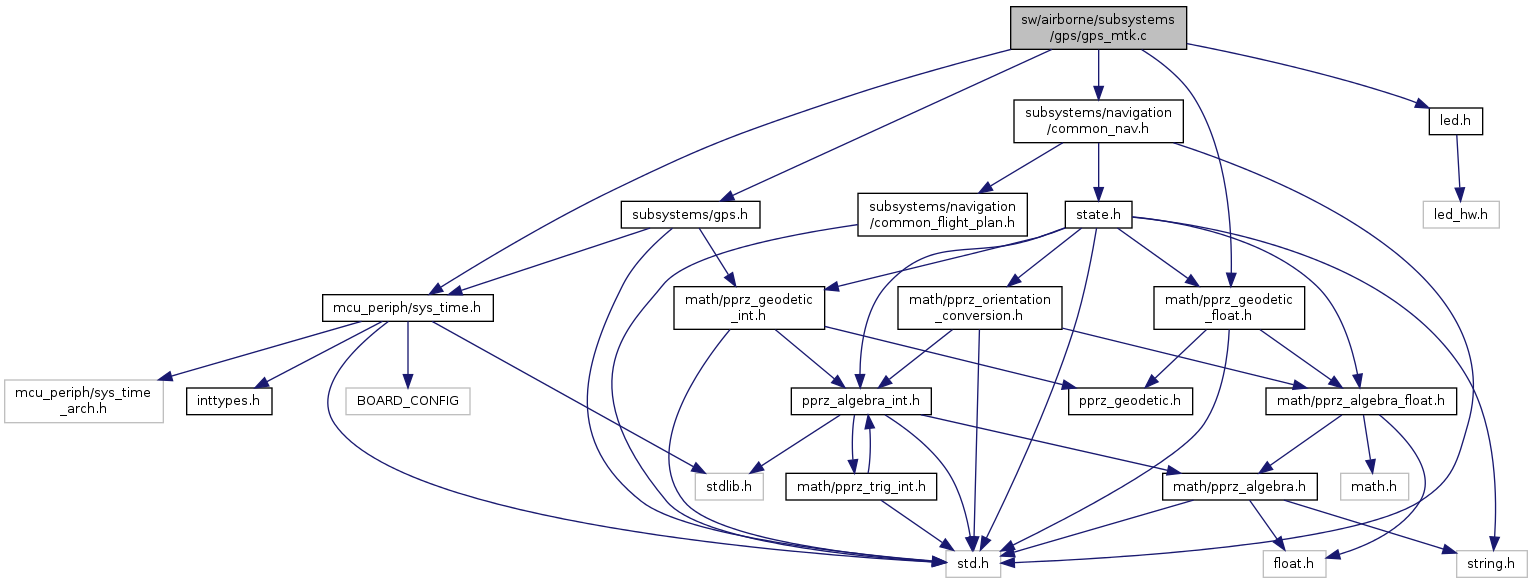 sw/airborne/subsystems
/gps/gps_mtk.c
subsystems/navigation
/common_nav.h
led.h
subsystems/gps.h
subsystems/navigation
/common_flight_plan.h
state.h
led_hw.h
mcu_periph/sys_time.h
math/pprz_geodetic
_int.h
math/pprz_orientation
_conversion.h
math/pprz_geodetic
_float.h
mcu_periph/sys_time
_arch.h
inttypes.h
BOARD_CONFIG
pprz_algebra_int.h
pprz_geodetic.h
math/pprz_algebra_float.h
stdlib.h
math/pprz_trig_int.h
math/pprz_algebra.h
math.h
std.h
float.h
string.h